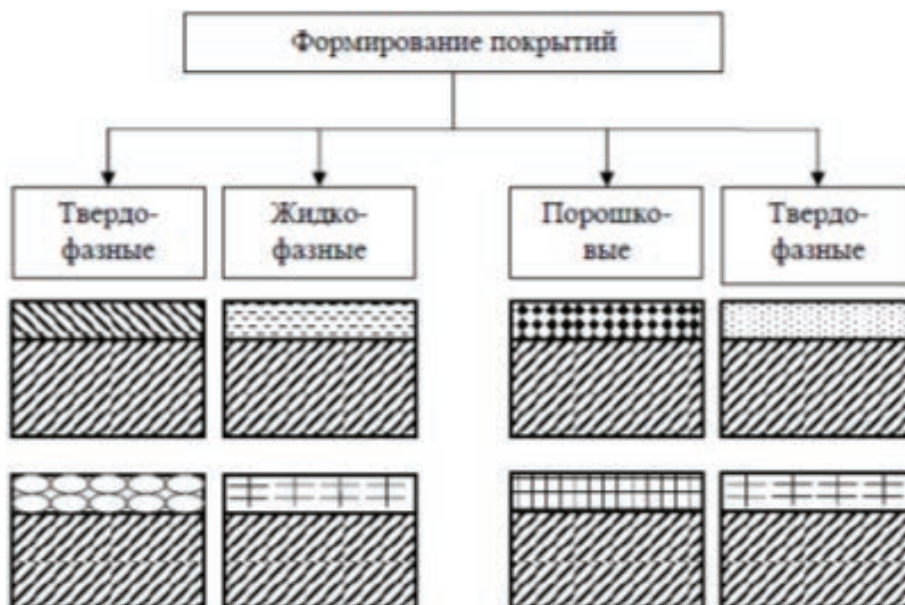 Формирование покрытий
Твердо-
фазные
Жидко-
фазные
Порошко-
вые
Твердо-
фазные